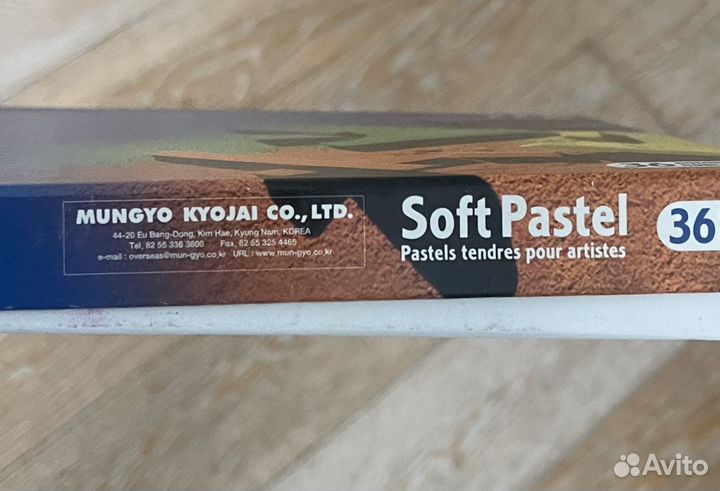 MUNGYO KYOJAI CO., LTD.
44-20 Eu Bang-Dong, Kim Hae, Kyung Nam, KOREA
Tel, 82 55 336 3600 Fax, 82 55 325 4465
e-mail : overseas@mun-gyo.co.kr URL : www.mun-gyo.co.kr
Soft Pastel
Pastels tendres pour artistes
36
Avito